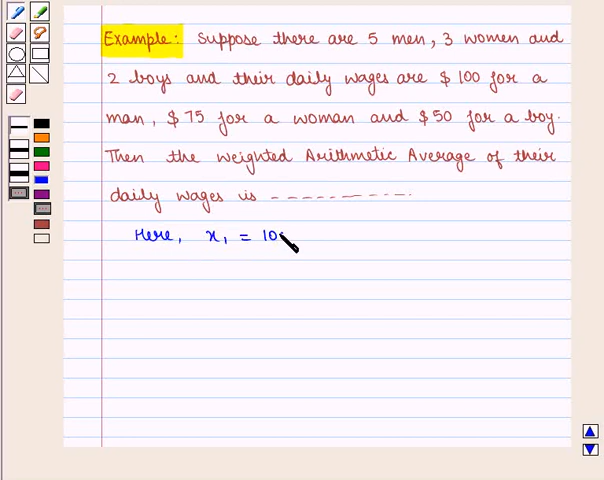 Example: Suppose there are 5 men, 3 women and
2 boys and their daily wages are $ 100 for a
man, $ 75 for a woman and $ 50 for a boy.
Then the weighted Arithmetic Average of their
daily wages is ------------.
Here, x₁ = 10